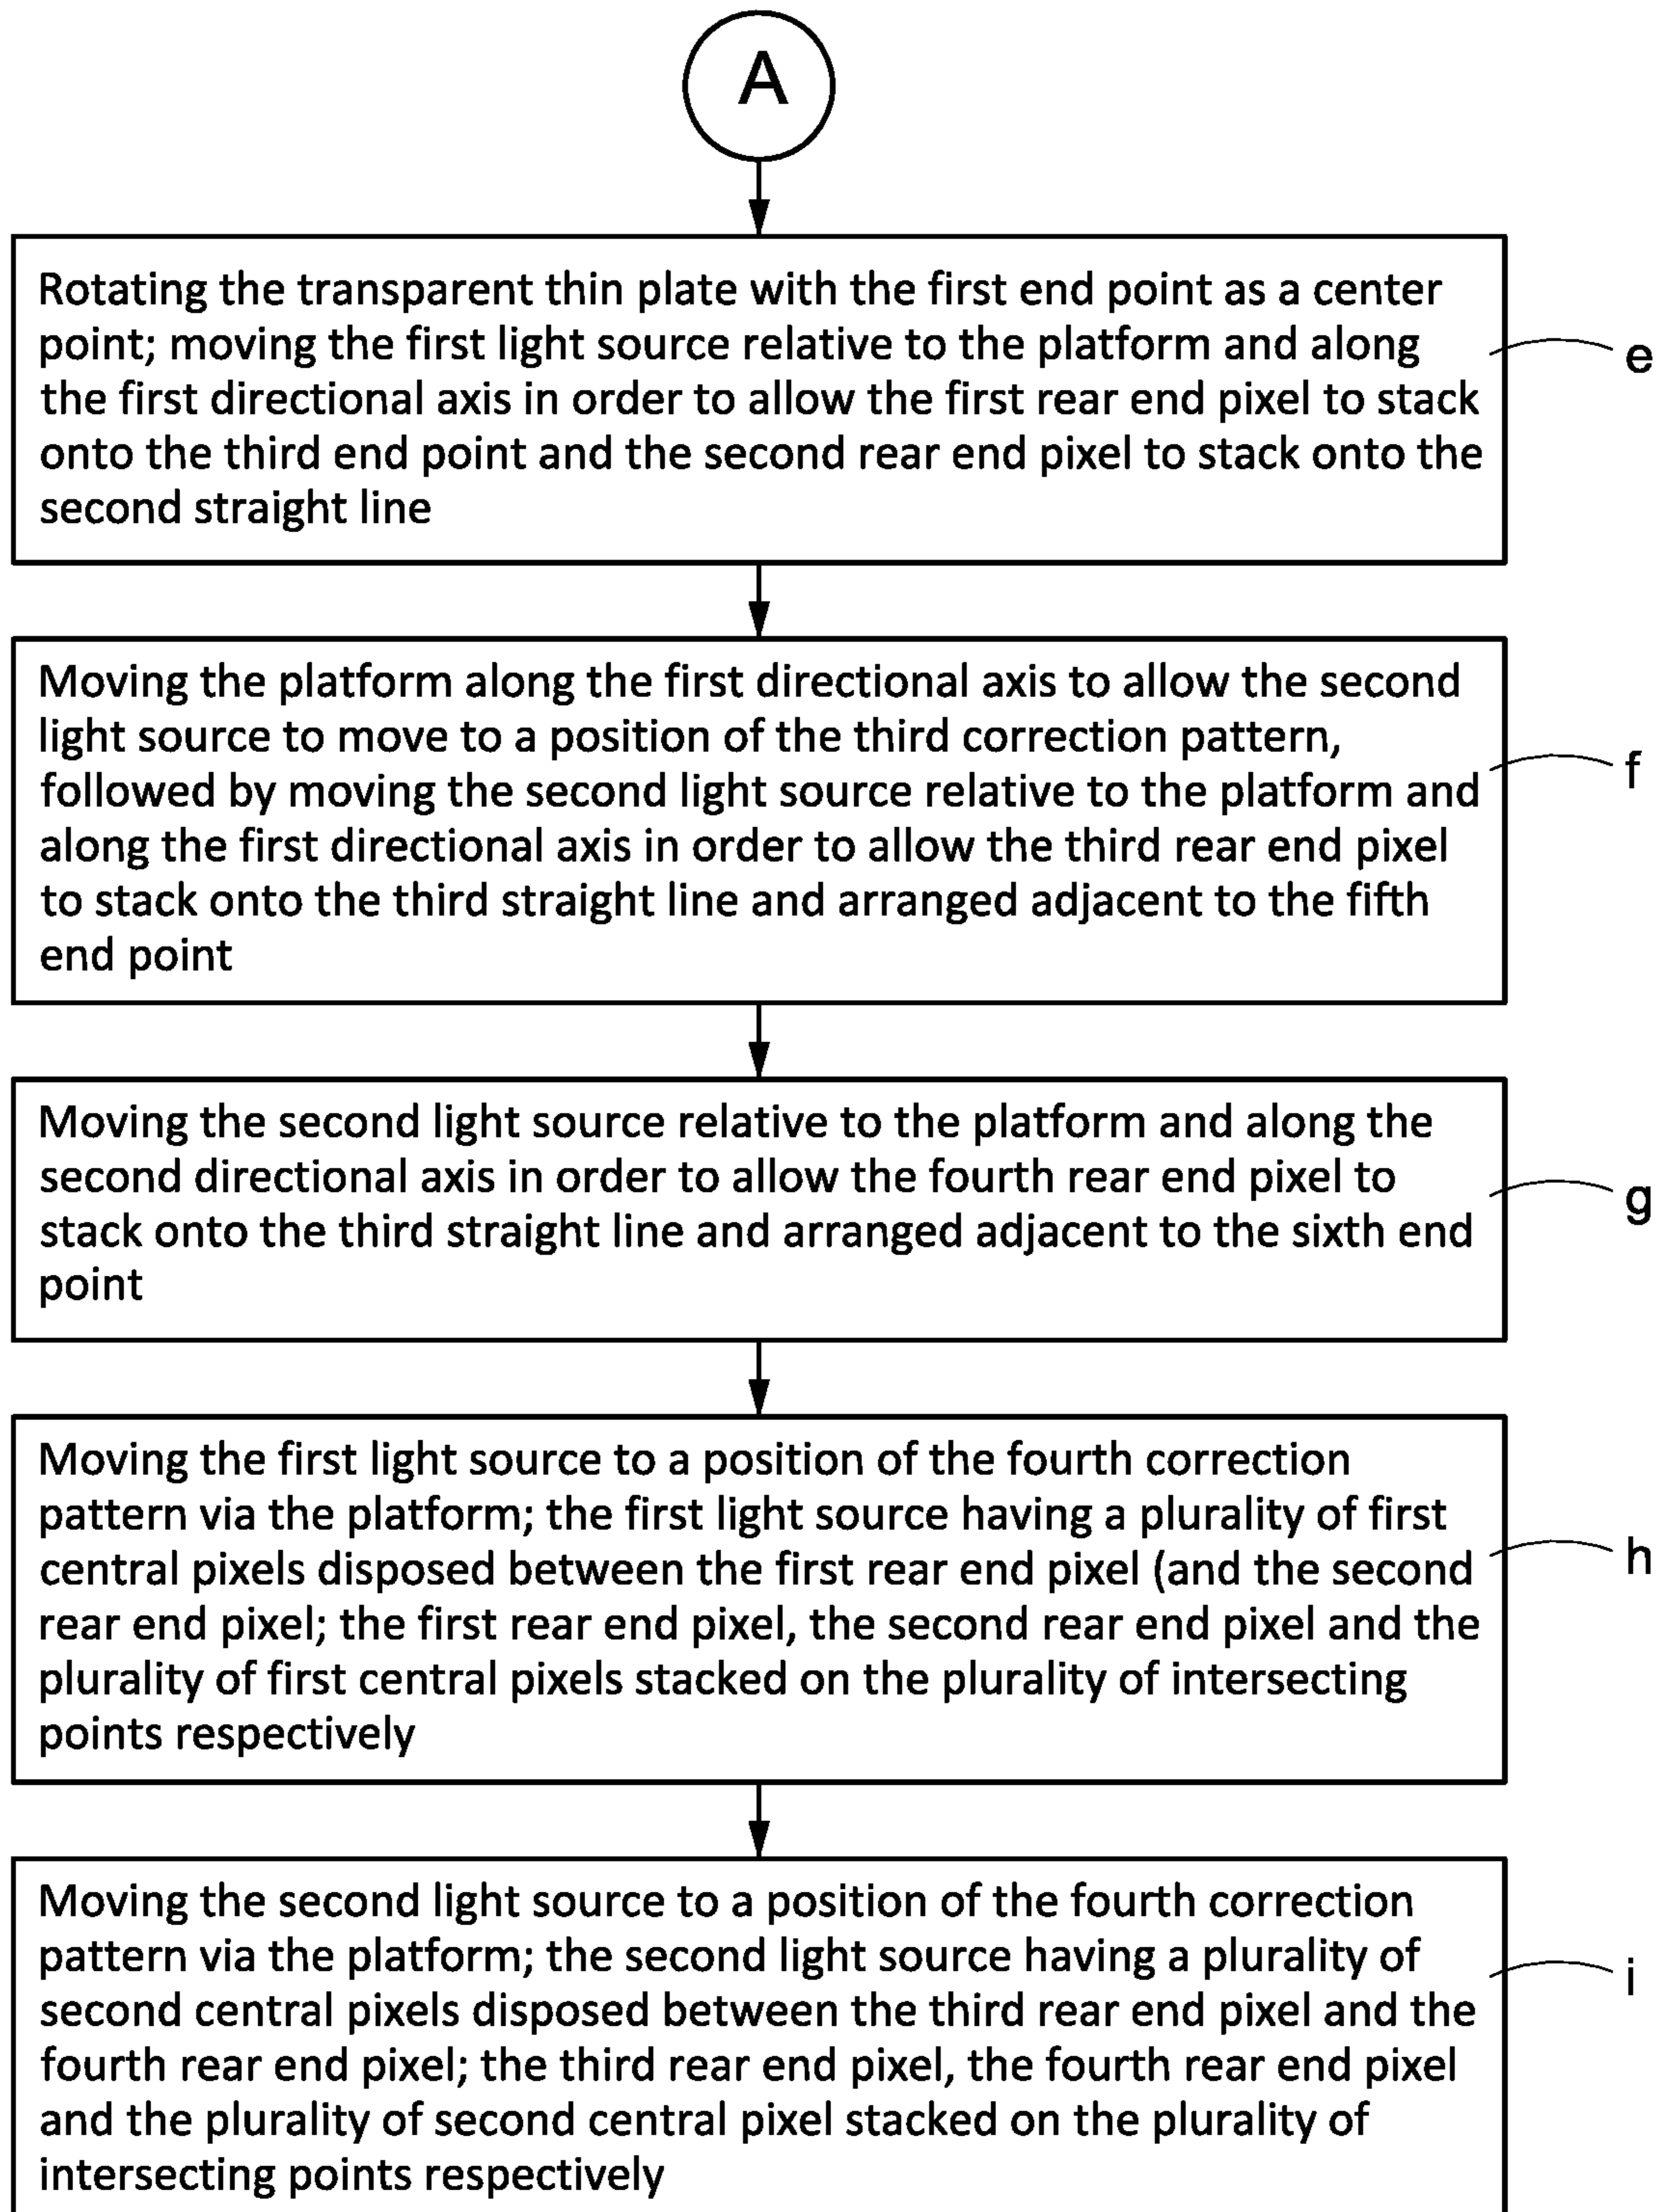 A
Rotating the transparent thin plate with the first end point as a center
point; moving the first light source relative to the platform and along
the first directional axis in order to allow the first rear end pixel to stack
onto the third end point and the second rear end pixel to stack onto the
second straight line
e
Moving the platform along the first directional axis to allow the second
light source to move to a position of the third correction pattern,
followed by moving the second light source relative to the platform and
along the first directional axis in order to allow the third rear end pixel
to stack onto the third straight line and arranged adjacent to the fifth
end point
f
Moving the second light source relative to the platform and along the
second directional axis in order to allow the fourth rear end pixel to
stack onto the third straight line and arranged adjacent to the sixth end
point
g
Moving the first light source to a position of the fourth correction
pattern via the platform; the first light source having a plurality of first
central pixels disposed between the first rear end pixel (and the second
rear end pixel; the first rear end pixel, the second rear end pixel and the
plurality of first central pixels stacked on the plurality of intersecting
points respectively
h
Moving the second light source to a position of the fourth correction
pattern via the platform; the second light source having a plurality of
second central pixels disposed between the third rear end pixel and the
fourth rear end pixel; the third rear end pixel, the fourth rear end pixel
and the plurality of second central pixel stacked on the plurality of
intersecting points respectively
i